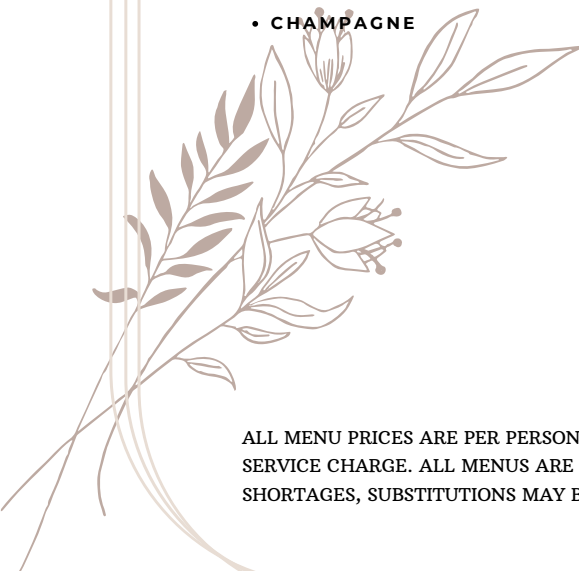 • CHAMPAGNE
ALL MENU PRICES ARE PER PERSON
SERVICE CHARGE. ALL MENUS ARE
SHORTAGES, SUBSTITUTIONS MAY